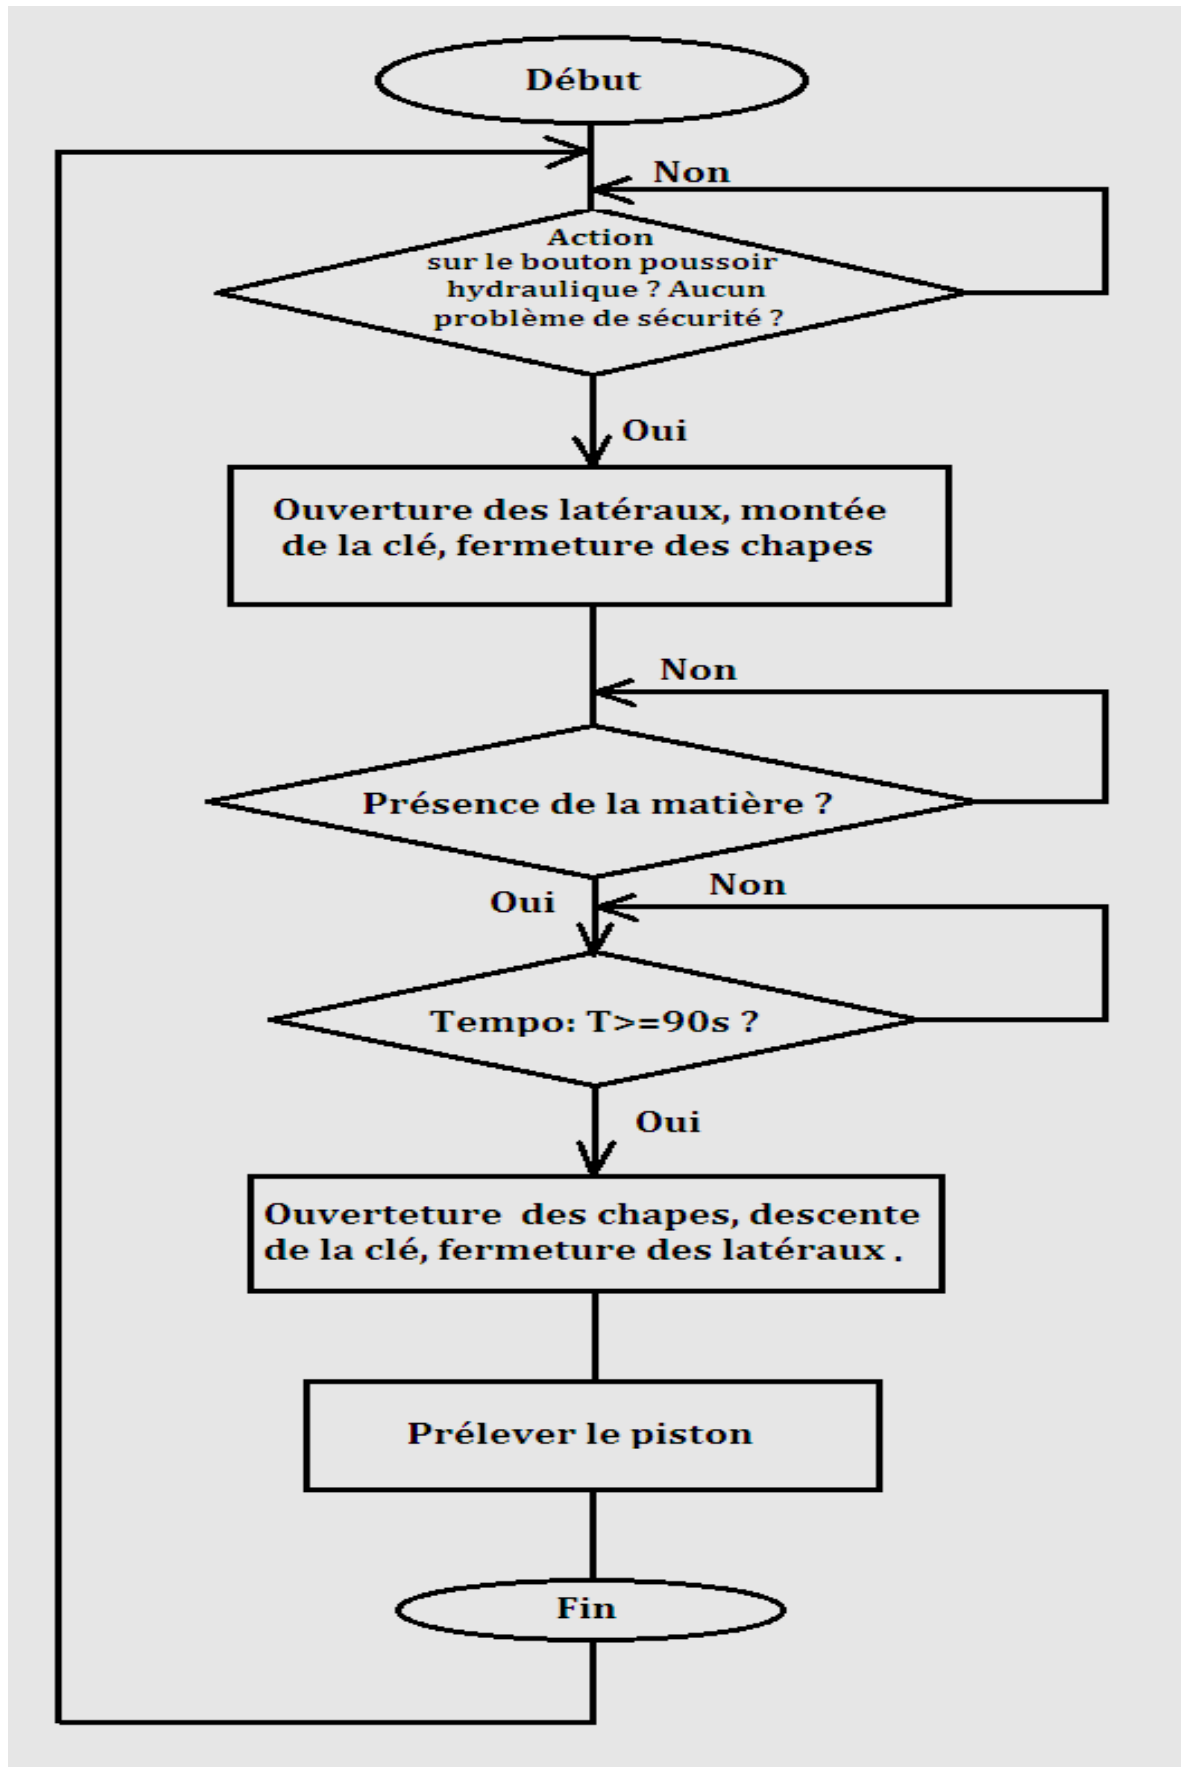 Début
Non
Action
sur le bouton poussoir
hydraulique ? Aucun
problème de sécurité ?
Oui
Ouverture des latéraux, montée
de la clé, fermeture des chapes
Non
Présence de la matière ?
Oui
Non
Tempo: T>=90s ?
Oui
Ouverteture des chapes, descente
de la clé, fermeture des latéraux .
Prélever le piston
Fin